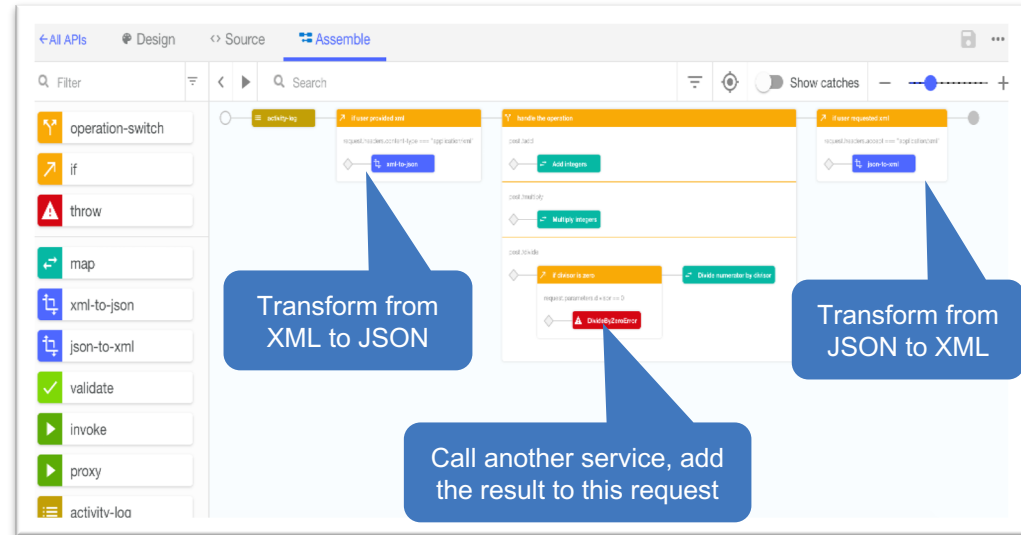 All APIs
Design
<> Source
Assemble
Filter
Search
Show catches
operation-switch
if
throw
map
xml-to-json
json-to-xml
validate
invoke
proxy
activity-log
activity-log
if user provided xml
xml-to-json
handle the operation
Add integers
Multiply integers
if divisor is zero
DivideByZeroError
Divide numerator by divisor
if user requested xml
json-to-xml
Transform from
XML to JSON
Call another service, add
the result to this request
Transform from
JSON to XML